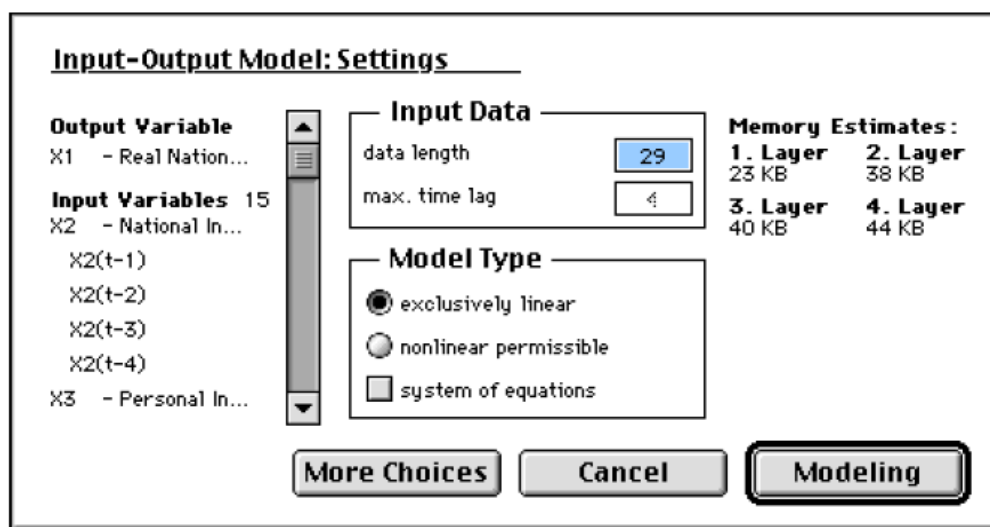 Input-Output Model: Settings
Output Variable
X1 - Real Nation...
Input Variables 15
X2 - National In...
X2(t-1)
X2(t-2)
X2(t-3)
X2(t-4)
X3 - Personal In...
Input Data
data length 29
max. time lag 4
Model Type
exclusively linear
nonlinear permissible
system of equations
Memory Estimates:
1. Layer 2. Layer
23 KB 38 KB
3. Layer 4. Layer
40 KB 44 KB
More Choices Cancel Modeling